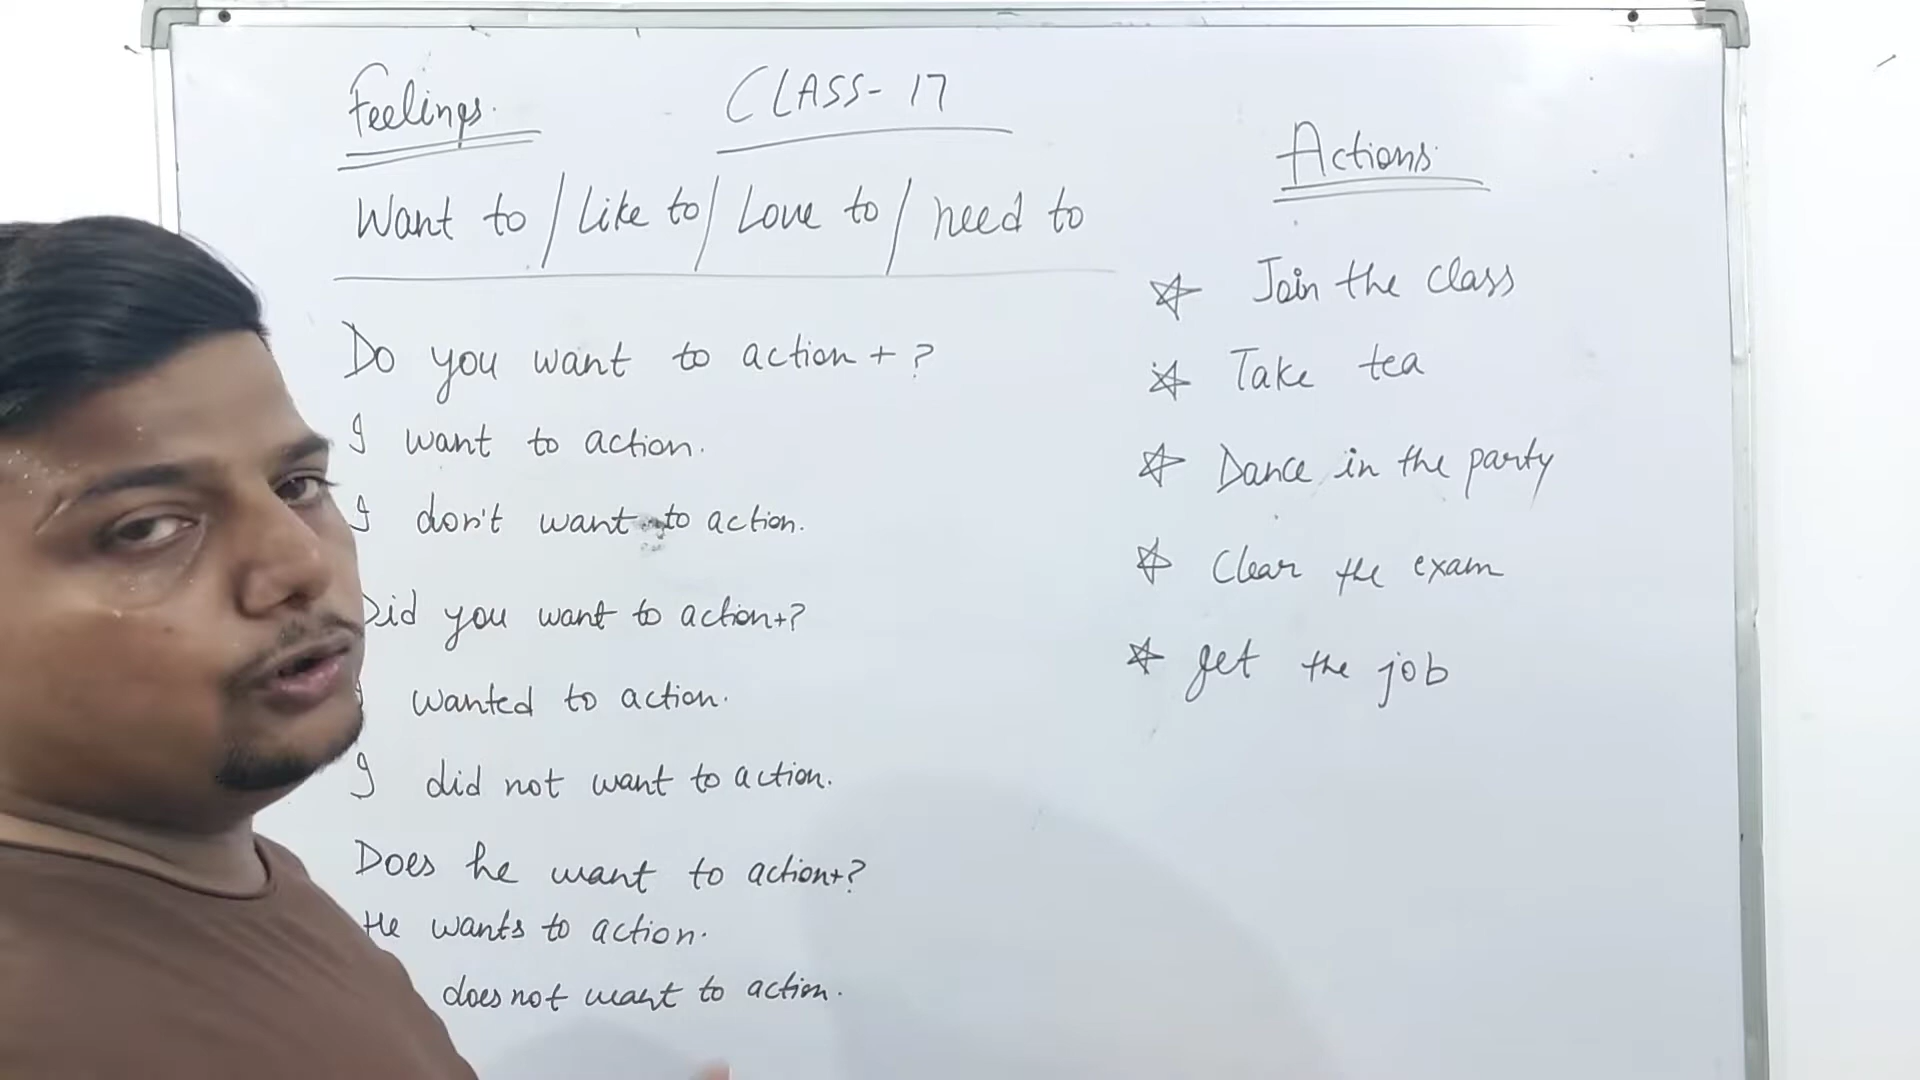 Feelings.
CLASS- 17
Want to / Like to / Love to / need to
Do you want to action + ?
I want to action.
I don't want to action.
Did you want to action+?
wanted to action.
I did not want to action.
Does he want to action+?
He wants to action.
does not want to action.
Actions
☆ Join the class
☆ Take tea
☆ Dance in the party
☆ Clear the exam
☆ get the job